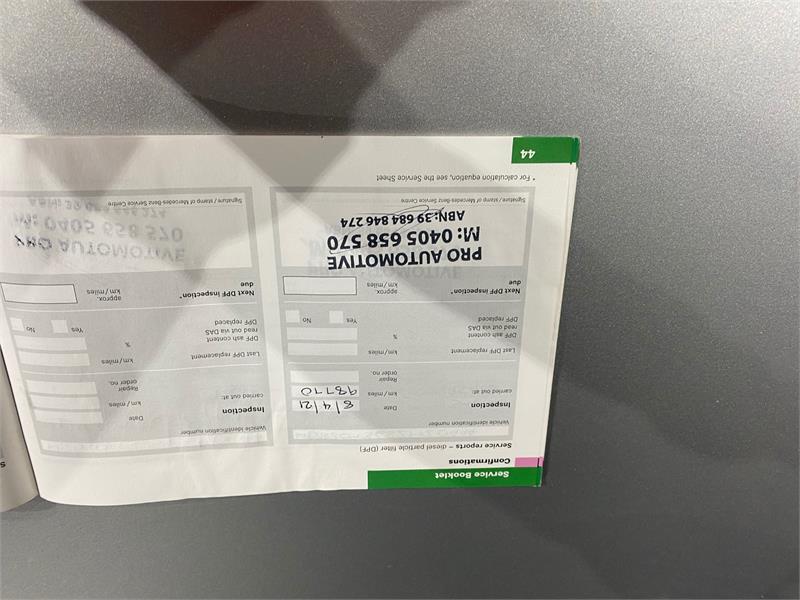 Service Booklet
Confirmations
Service reports – diesel particle filter (DPF)
Vehicle identification number
Inspection
carried out at:
Date
8/4/21
km/miles
98770
Repair
order no.
Last replacement
km/miles
DPF ash content
read out via DAS
%
DPF replaced
Yes
No
Next DPF inspection*
due
approx.
km/miles
PRO AUTOMOTIVE
M: 0405 658 570
ABN: 39 684 846 274
Signature / stamp of Mercedes-Benz Service Centre
* For calculation equation, see the Service Sheet
44
Vehicle identification number
Inspection
carried out at:
Date
km/miles
Repair
order no.
Last replacement
km/miles
DPF ash content
read out via DAS
%
DPF replaced
Yes
No
Next DPF inspection*
due
approx.
km/miles
PRO AUTOMOTIVE
M: 0405 658 570
Signature / stamp of Mercedes-Benz Service Centre